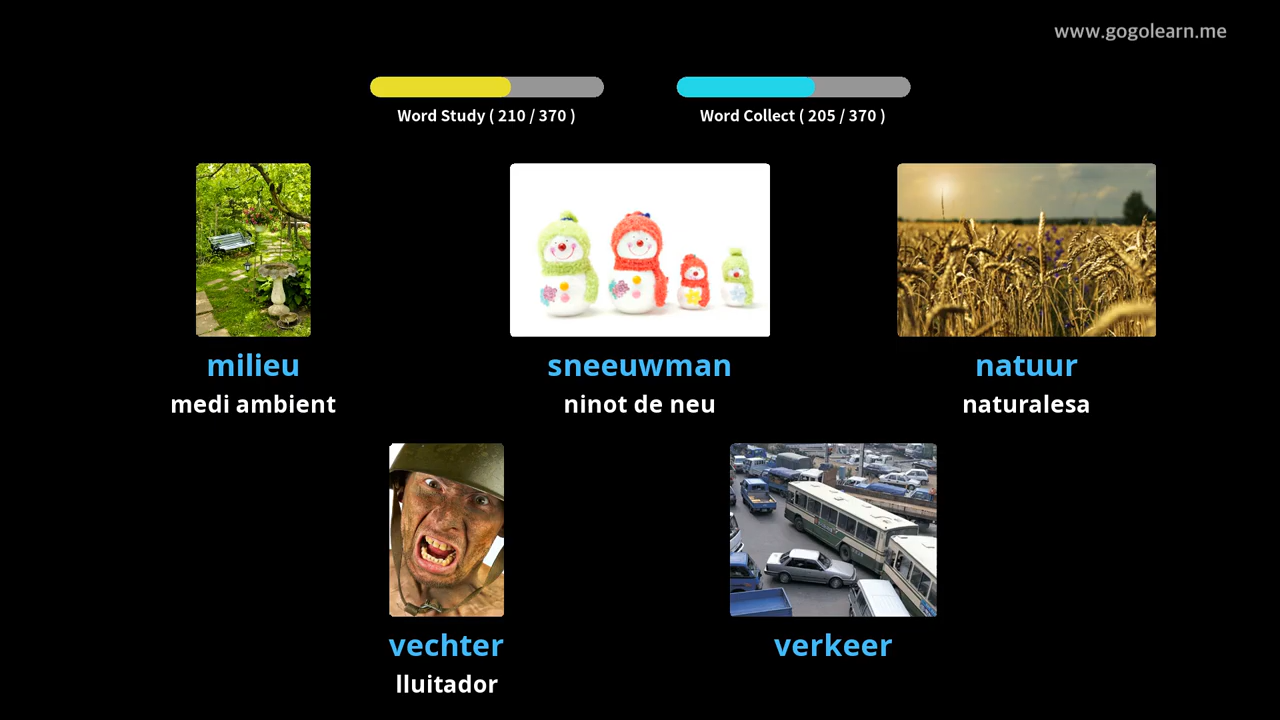 www.gogolearn.me
Word Study ( 210 / 370 )
Word Collect ( 205 / 370 )
milieu
medi ambient
sneeuwman
ninot de neu
natuur
naturalesa
vechter
lluitador
verkeer